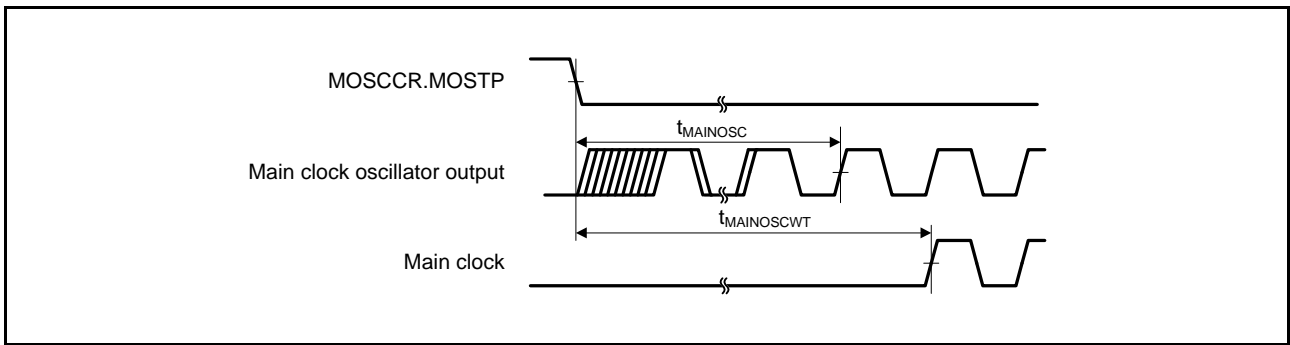 MOSCCR.MOSTP
tMAINOSC
Main clock oscillator output
tMAINOSCWT
Main clock